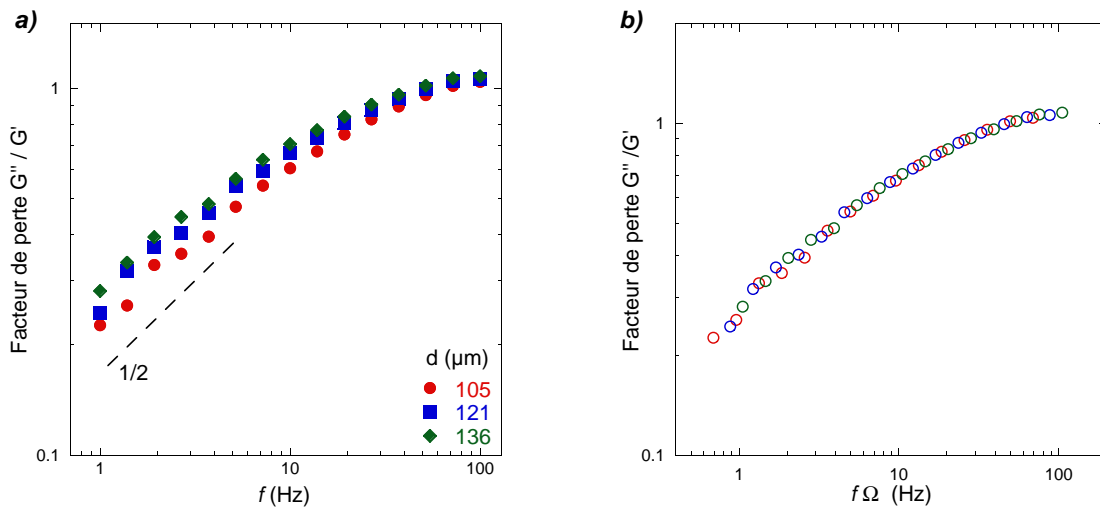 a)
Facteur de perte G'' / G'
1
0.1
1/2
d (µm)
105
121
136
1
10
100
f (Hz)
b)
Facteur de perte G'' /G'
1
0.1
1
10
100
f Ω (Hz)